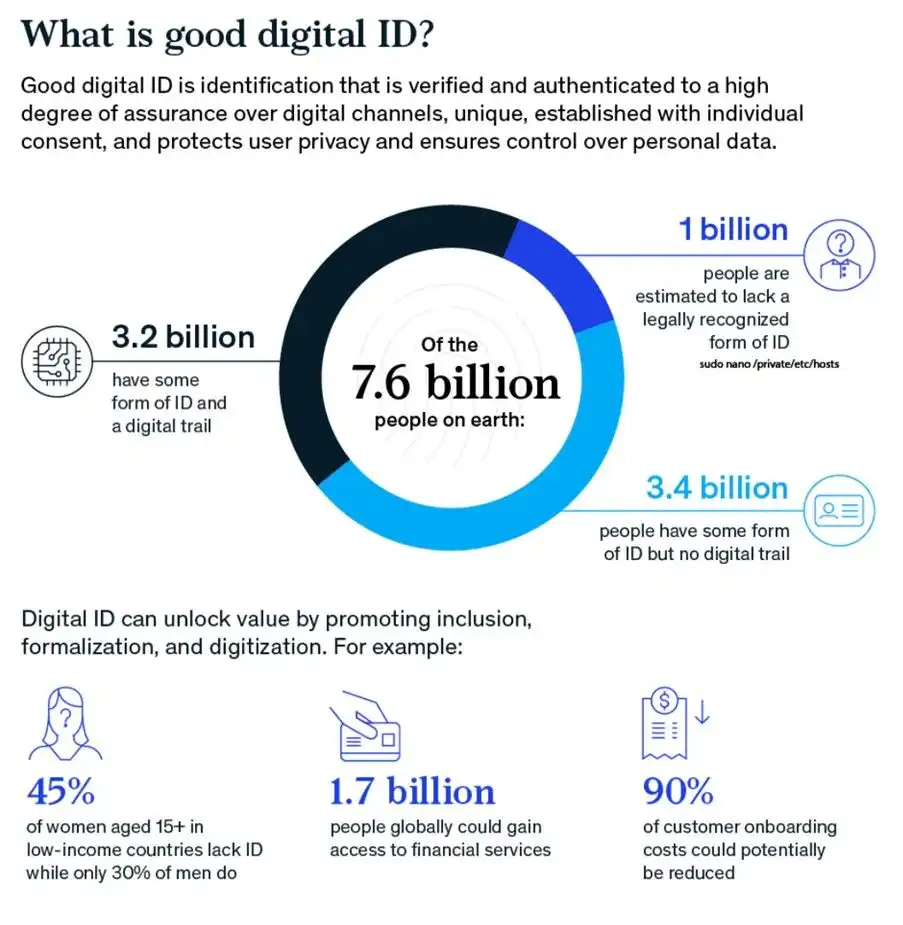 What is good digital ID?
Good digital ID is identification that is verified and authenticated to a high
degree of assurance over digital channels, unique, established with individual
consent, and protects user privacy and ensures control over personal data.
1 billion
people are
estimated to lack a
legally recognized
form of ID
sudo nano /private/etc/hosts
3.2 billion
have some
form of ID and
a digital trail
Of the
7.6 billion
people on earth:
3.4 billion
people have some form
of ID but no digital trail
Digital ID can unlock value by promoting inclusion,
formalization, and digitization. For example:
45%
of women aged 15+ in
low-income countries lack ID
while only 30% of men do
1.7 billion
people globally could gain
access to financial services
90%
of customer onboarding
costs could potentially
be reduced